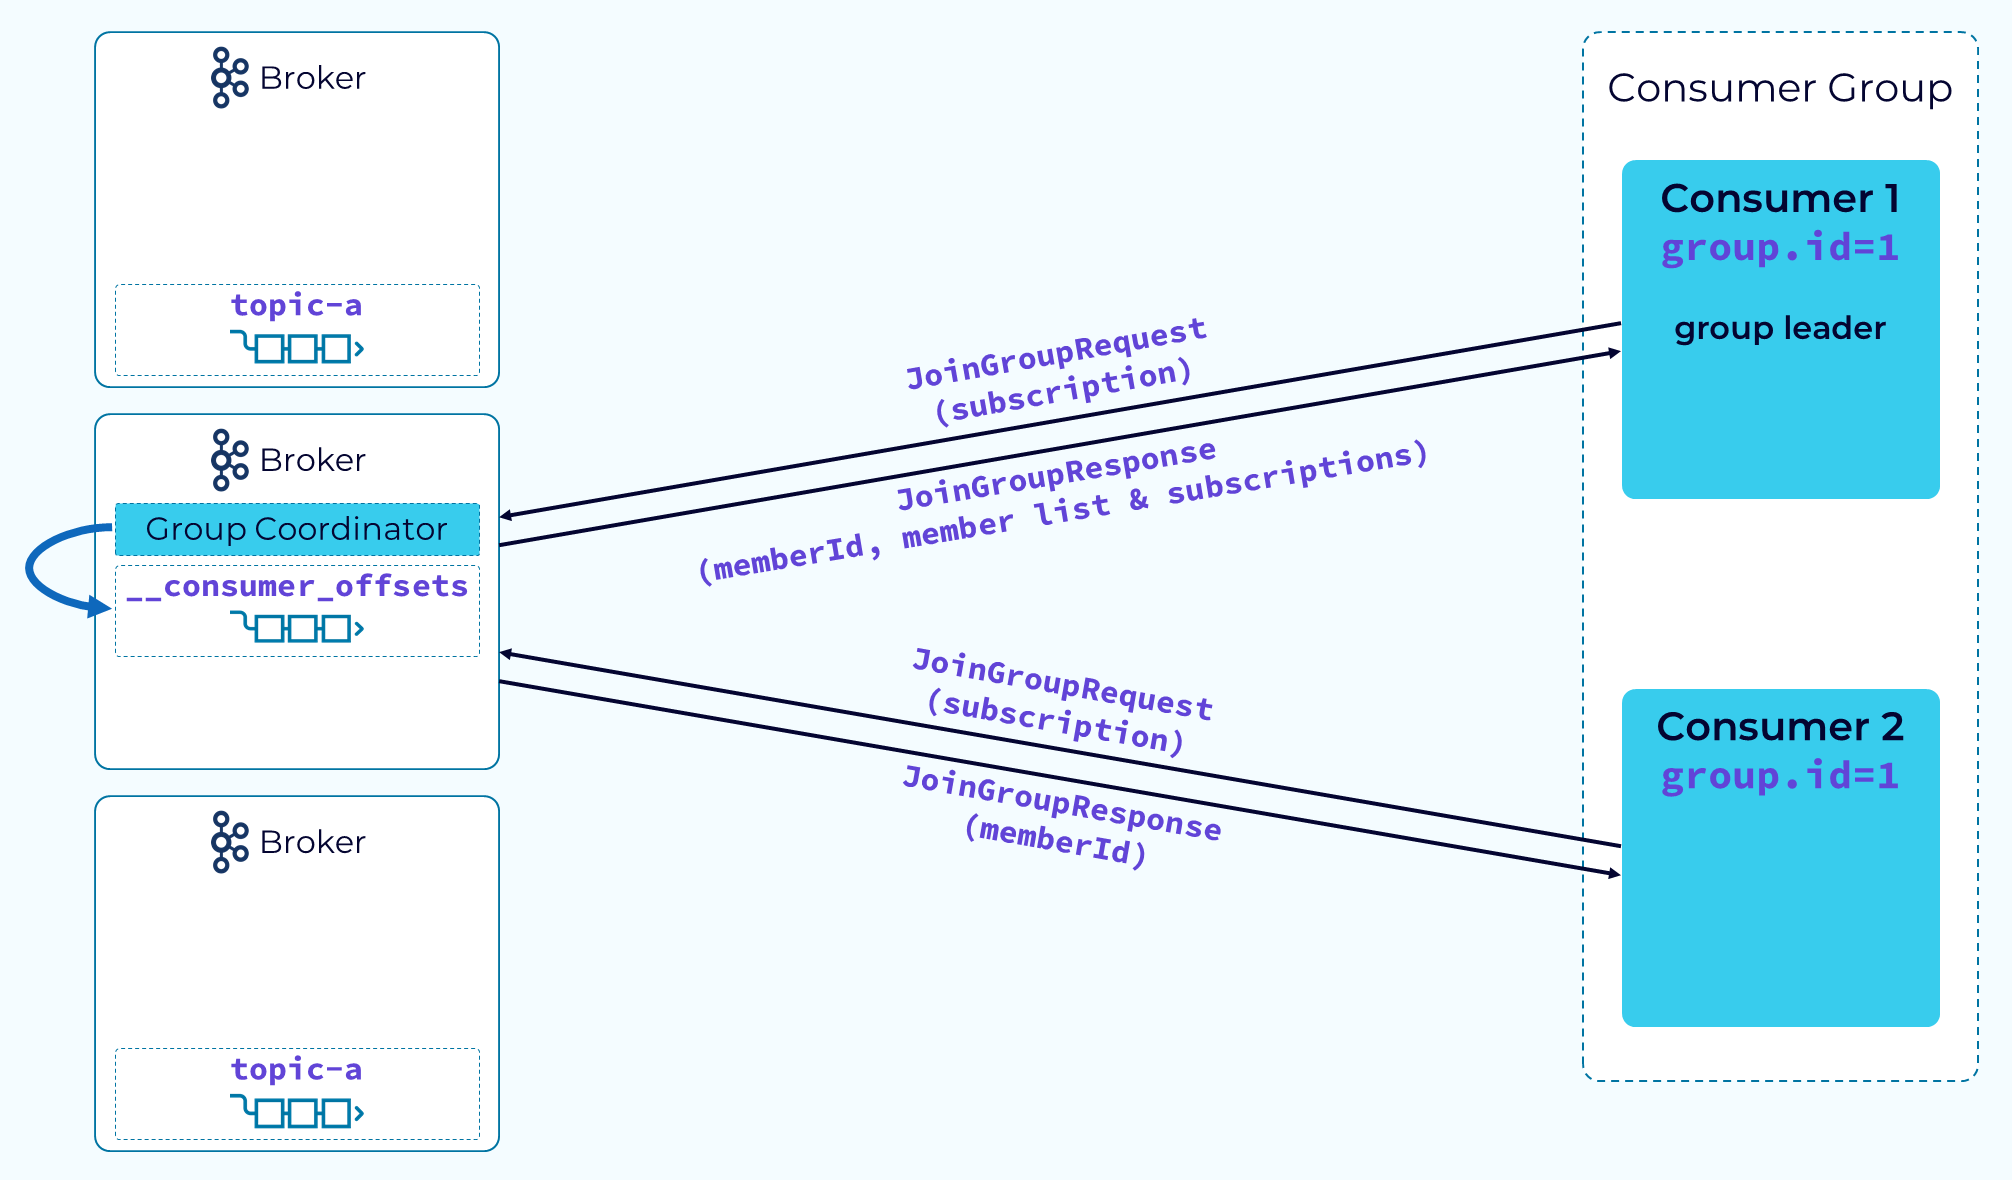 Broker
topic-a
Broker
Group Coordinator
__consumer_offsets
Broker
topic-a
JoinGroupRequest
(subscription)
JoinGroupResponse
(memberId, member list & subscriptions)
JoinGroupRequest
(subscription)
JoinGroupResponse
(memberId)
Consumer Group
Consumer 1
group.id=1
group leader
Consumer 2
group.id=1